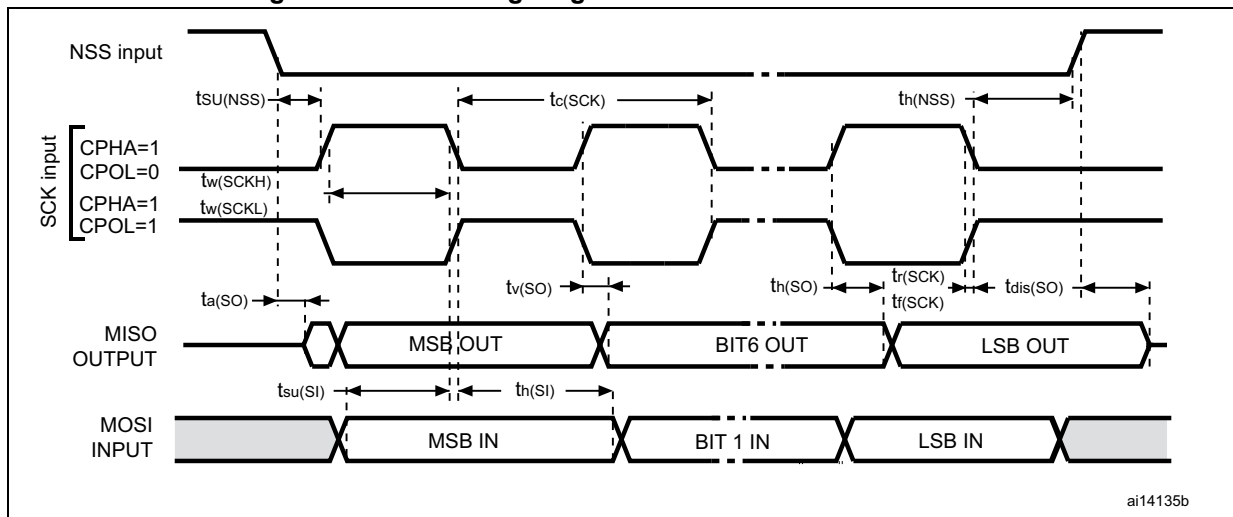 NSS input
tSU(NSS)
tc(SCK)
th(NSS)
SCK input
CPHA=1
CPOL=0
tw(SCKH)
CPHA=1
tw(SCKL)
CPOL=1
ta(SO)
tv(SO)
th(SO)
tr(SCK)
tf(SCK)
tdis(SO)
MISO
OUTPUT
MSB OUT
BIT6 OUT
LSB OUT
tsu(SI)
th(SI)
MOSI
INPUT
MSB IN
BIT 1 IN
LSB IN
ai14135b